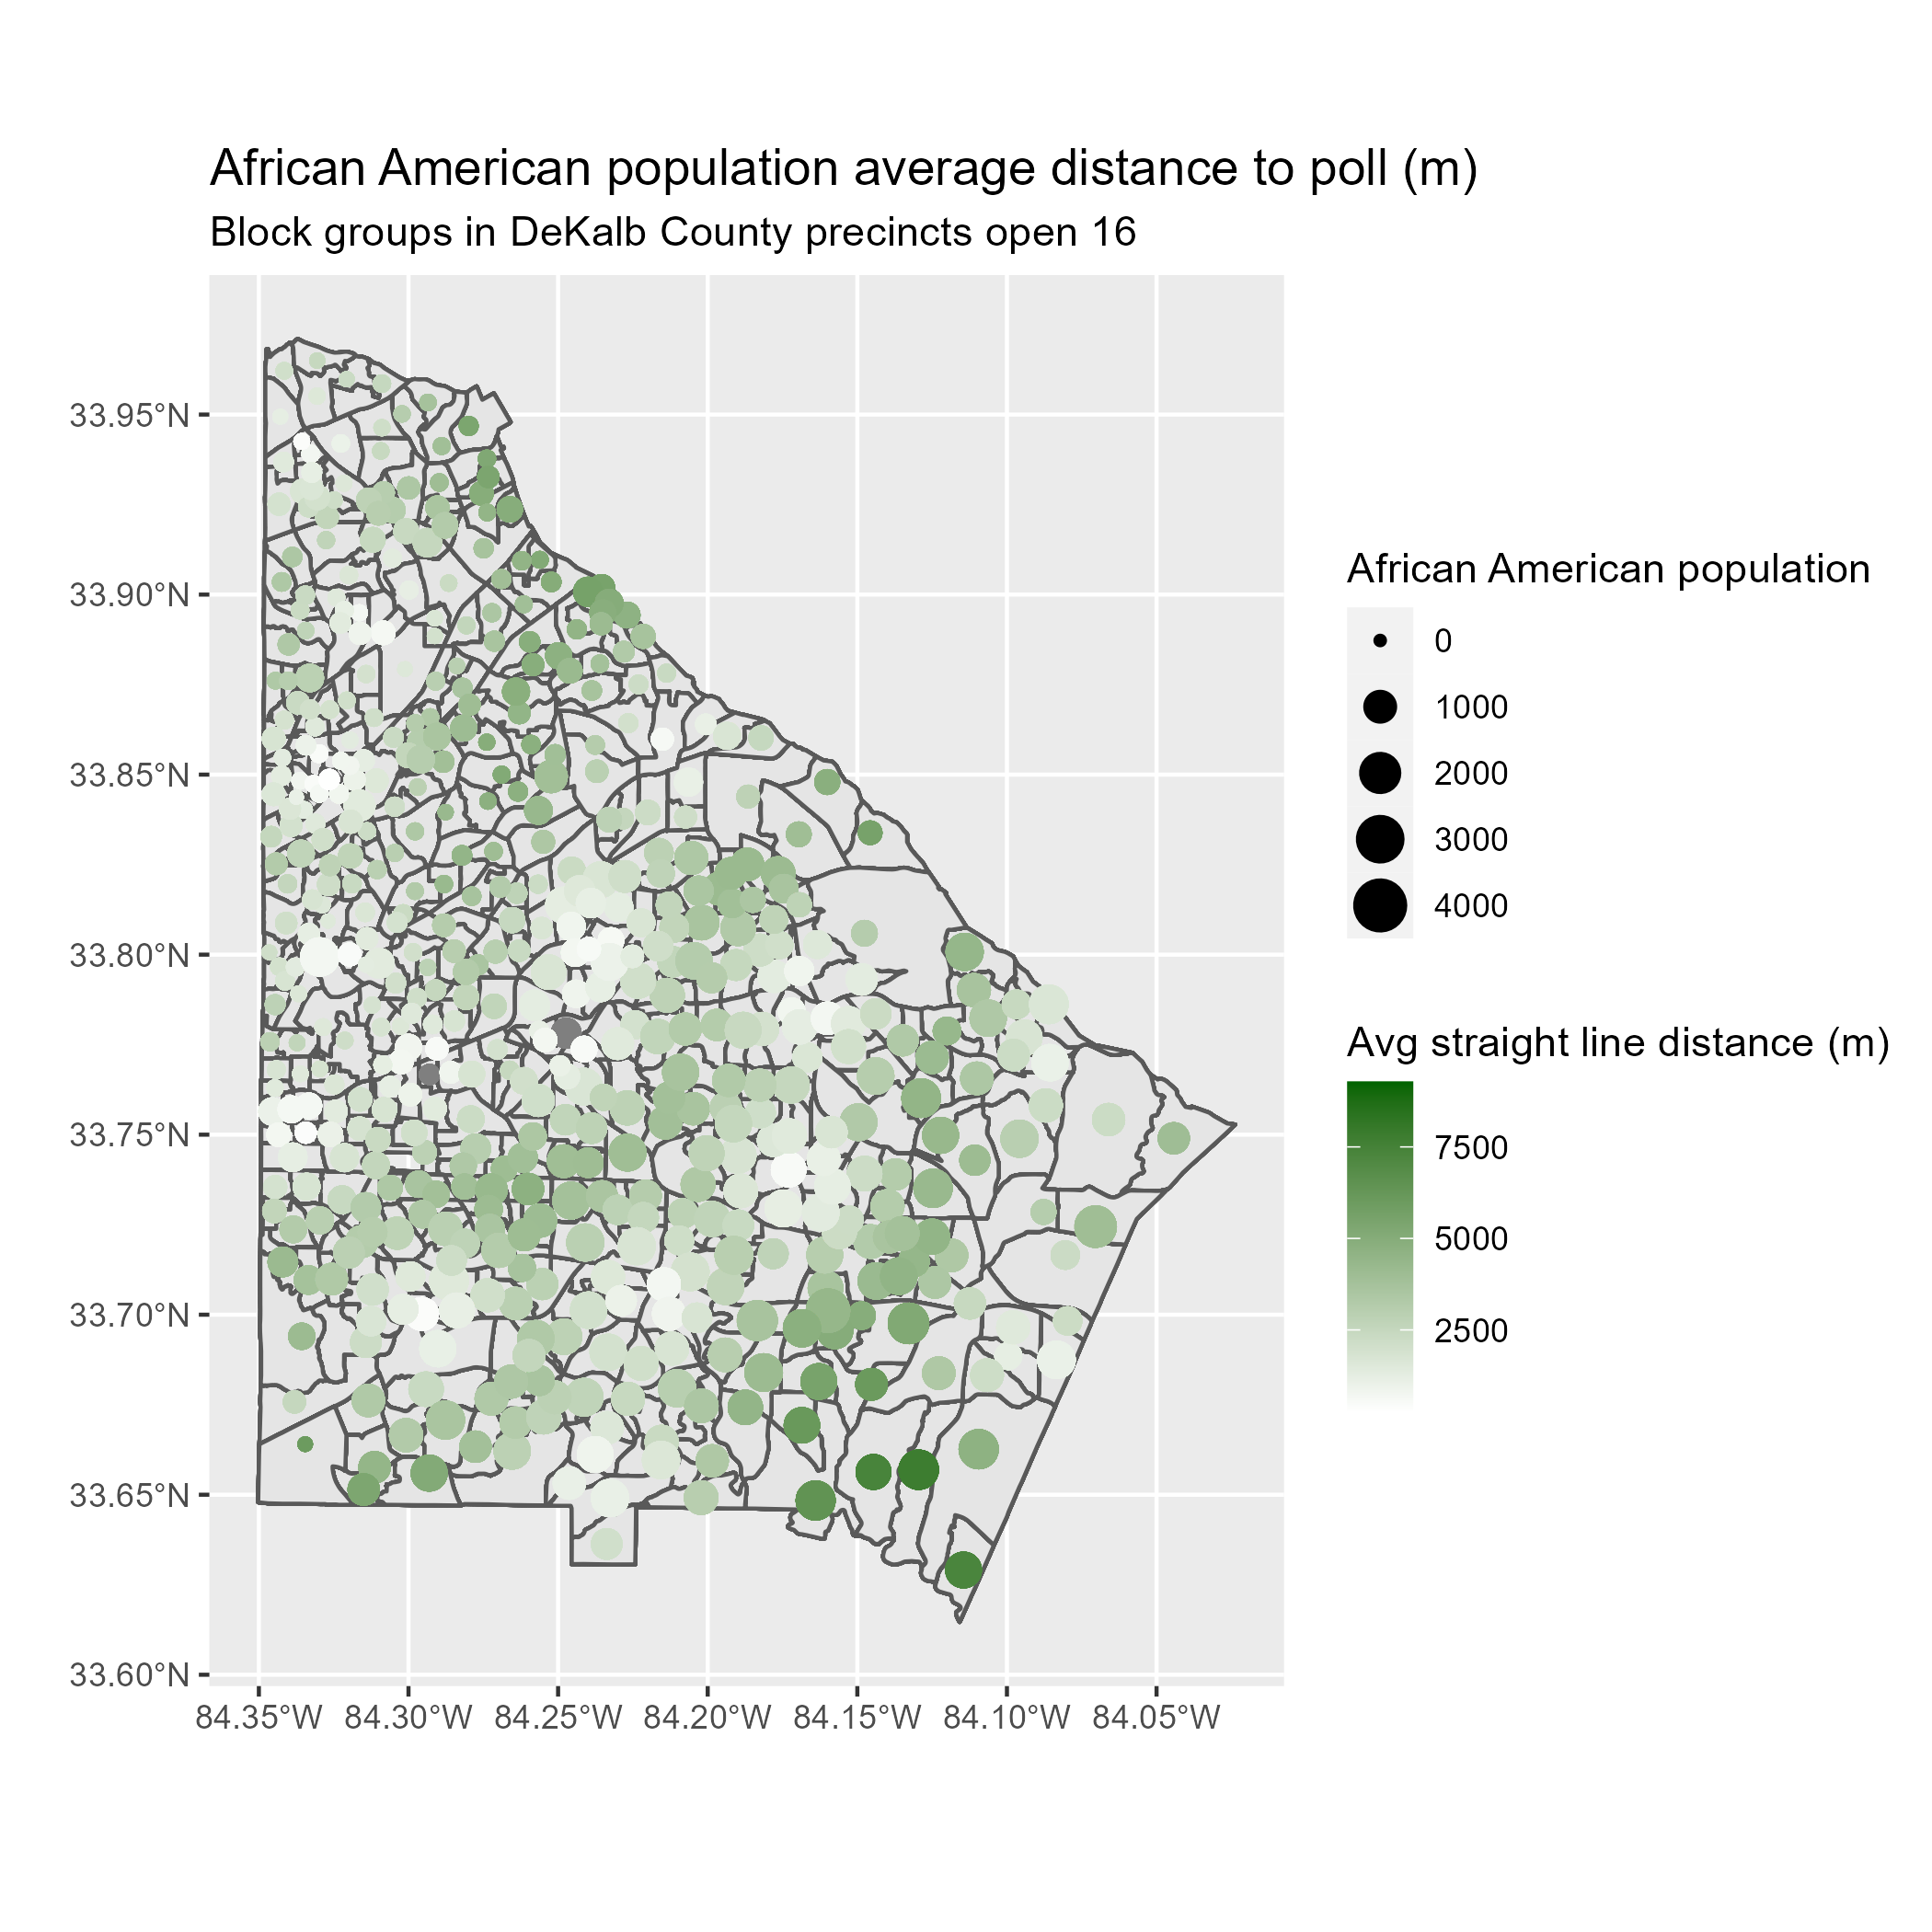 African American population average distance to poll (m)
Block groups in DeKalb County precincts open 16
33.95°N
33.90°N
33.85°N
33.80°N
33.75°N
33.70°N
33.65°N
33.60°N
84.35°W
84.30°W
84.25°W
84.20°W
84.15°W
84.10°W
84.05°W
African American population
0
1000
2000
3000
4000
Avg straight line distance (m)
7500
5000
2500